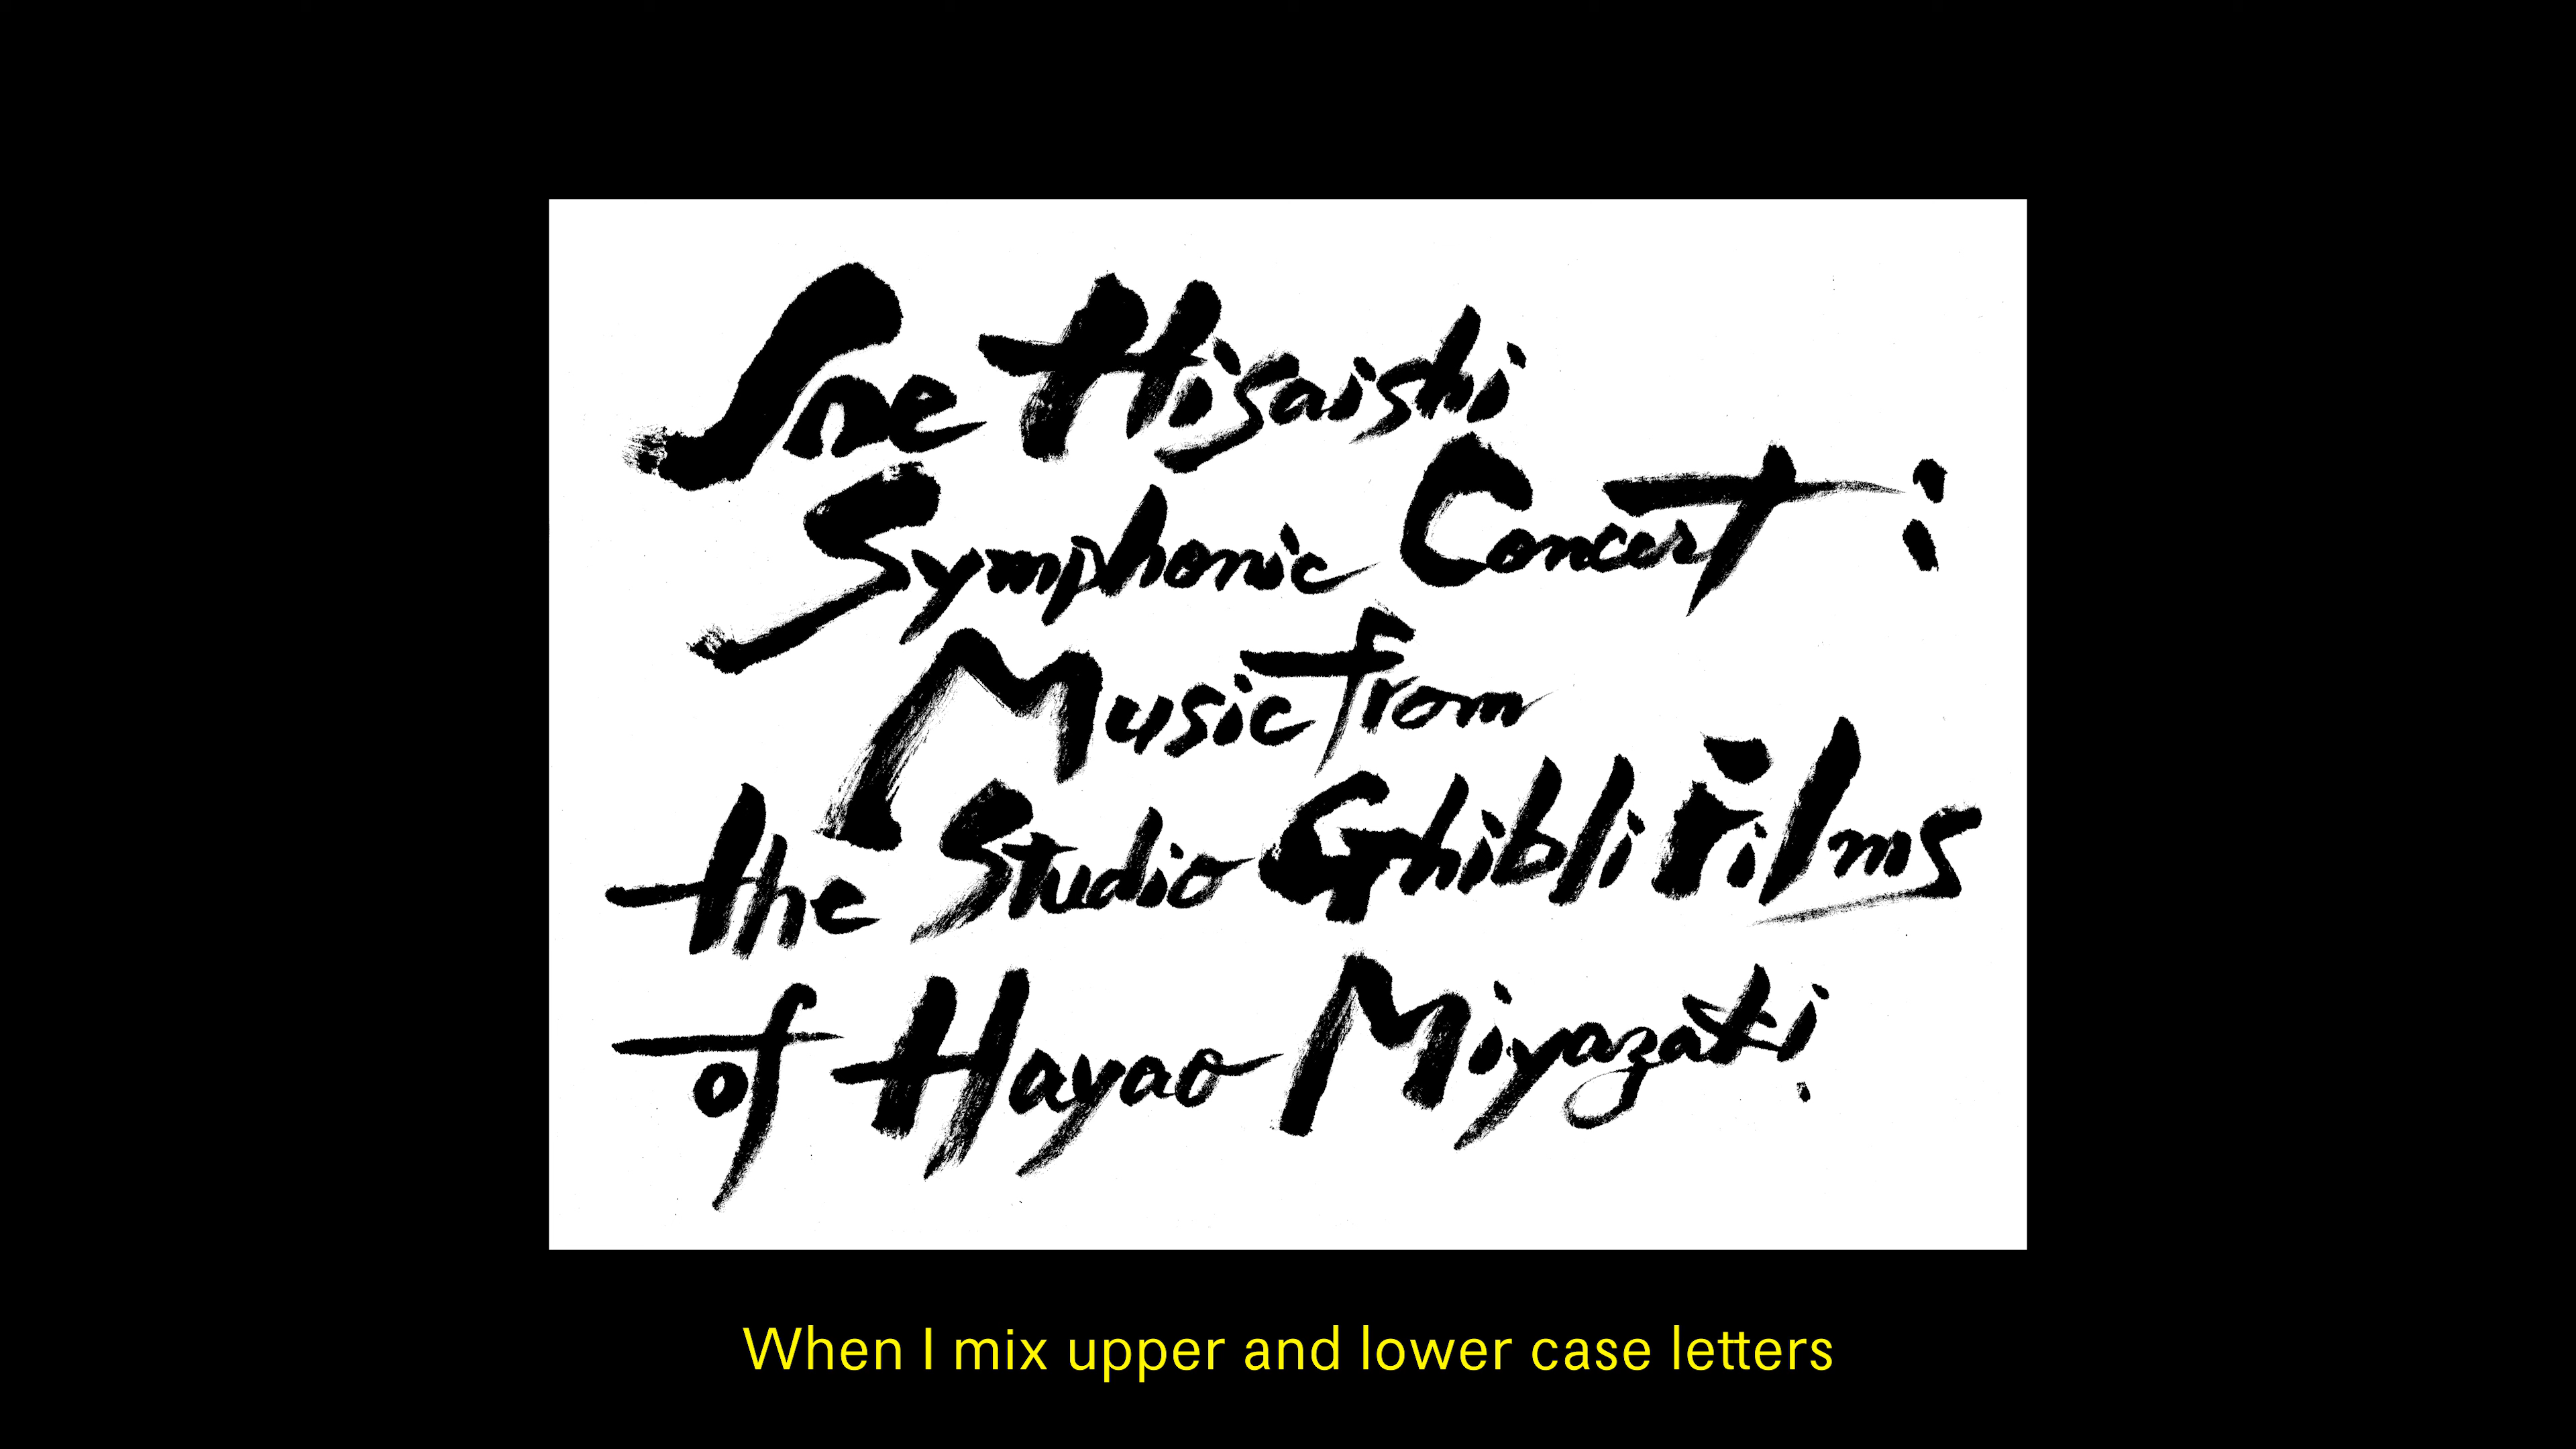 Joe Hisaishi
Symphonic Concert :
Music from
the Studio Ghibli Films
of Hayao Miyazaki
When I mix upper and lower case letters